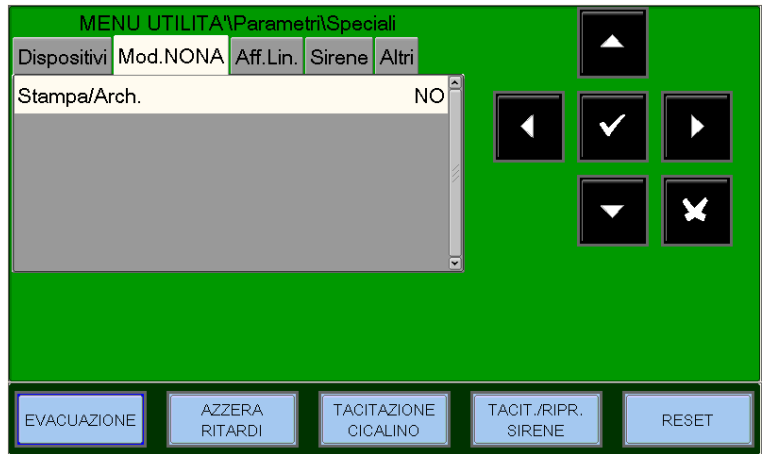 MENU UTILITA'\Parametri\Speciali
Dispositivi Mod.NONA Aff.Lin. Sirene Altri
Stampa/Arch. NO
EVACUAZIONE
AZZERA
RITARDI
TACITAZIONE
CICALINO
TACIT./RIPR.
SIRENE
RESET